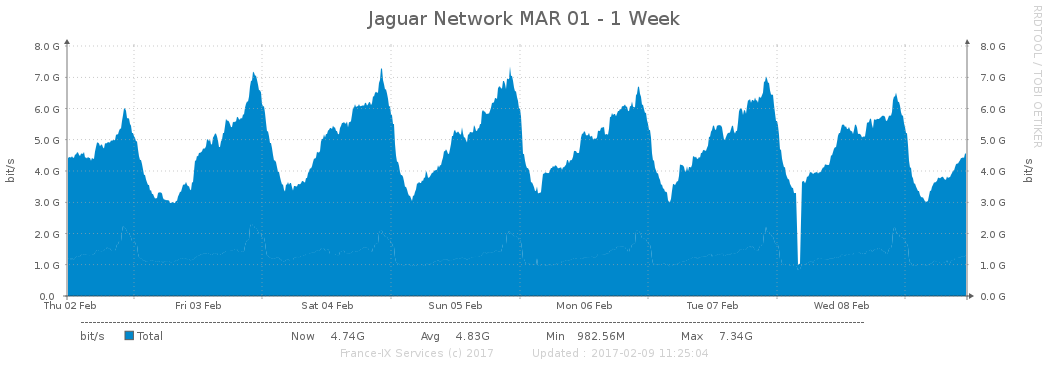 Jaguar Network MAR 01 - 1 Week
RRDTOOL / TOBI OETIKER
bit/s
8.0 G 8.0 G
7.0 G 7.0 G
6.0 G 6.0 G
5.0 G 5.0 G
4.0 G 4.0 G
3.0 G 3.0 G
2.0 G 2.0 G
1.0 G 1.0 G
0.0 0.0 G
bit/s
Thu 02 Feb Fri 03 Feb Sat 04 Feb Sun 05 Feb Mon 06 Feb Tue 07 Feb Wed 08 Feb
bit/s Total Now 4.74G Avg 4.83G Min 982.56M Max 7.34G
France-IX Services (c) 2017 Updated : 2017-02-09 11:25:04